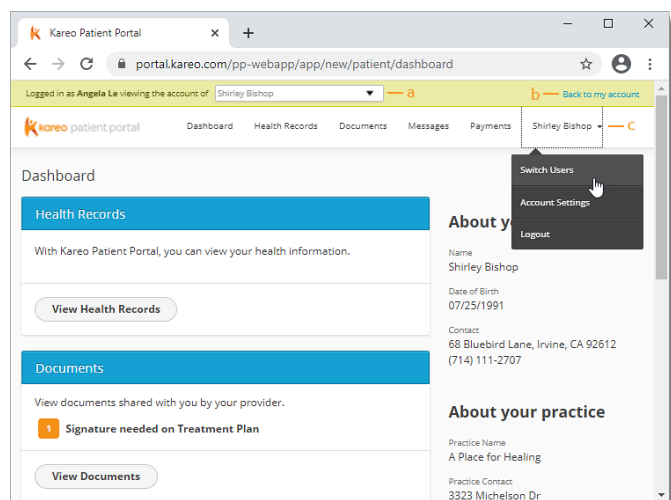 Kareo Patient Portal
portal.kareo.com/pp-webapp/app/new/patient/dashboard
Logged in as Angela Le viewing the account of Shirley Bishop a b Back to my account
kareo patient portal Dashboard Health Records Documents Messages Payments Shirley Bishop c
Switch Users
Account Settings
Logout
Dashboard
Health Records
With Kareo Patient Portal, you can view your health information.
View Health Records
Documents
View documents shared with you by your provider.
1 Signature needed on Treatment Plan
View Documents
About y
Name
Shirley Bishop
Date of Birth
07/25/1991
Contact
68 Bluebird Lane, Irvine, CA 92612
(714) 111-2707
About your practice
Practice Name
A Place for Healing
Practice Contact
3323 Michelson Dr